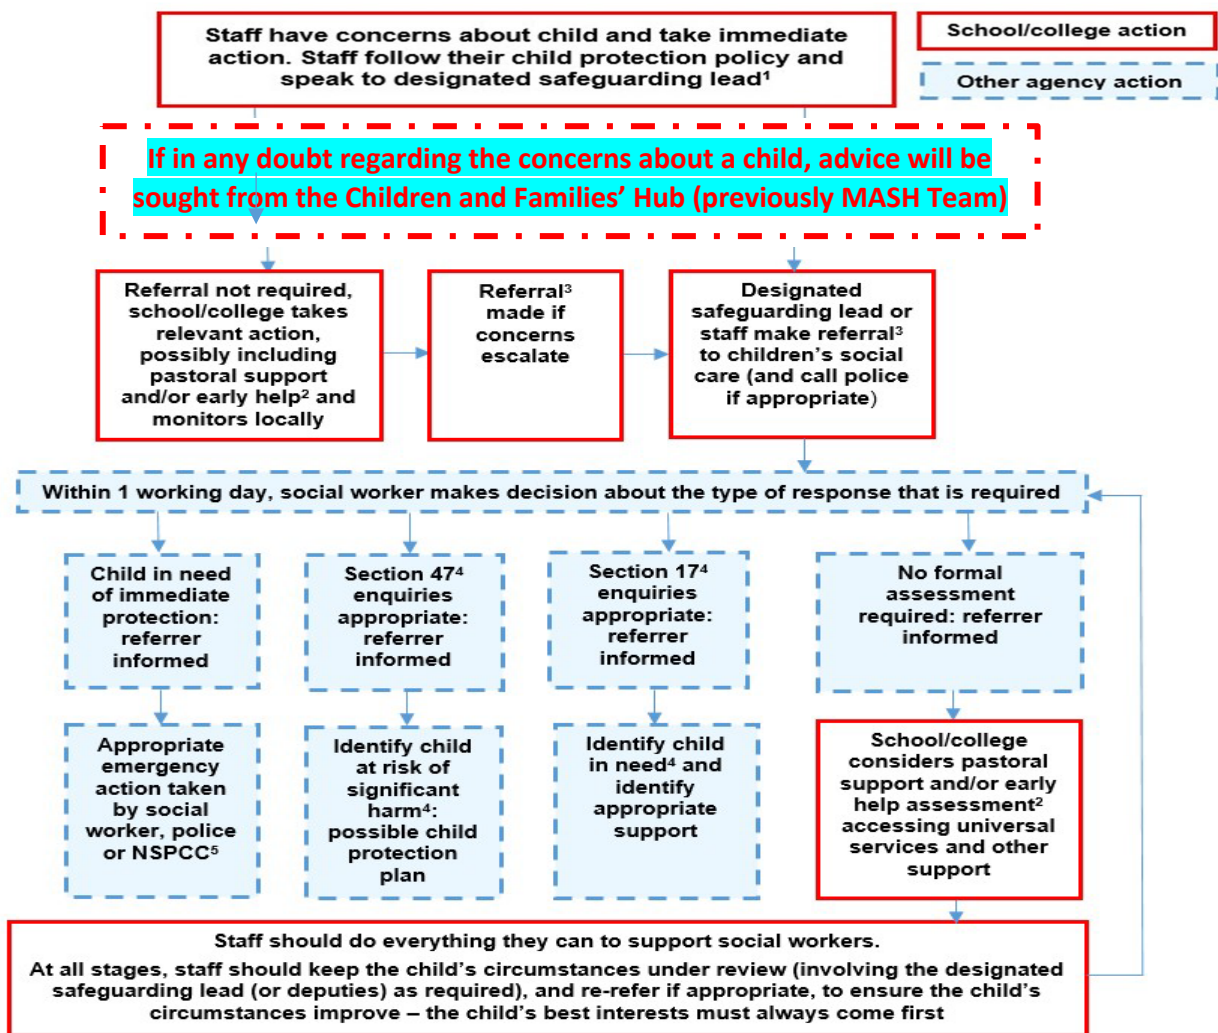 Staff have concerns about child and take immediate
action. Staff follow their child protection policy and
speak to designated safeguarding lead¹
School/college action
Other agency action
If in any doubt regarding the concerns about a child, advice will be
sought from the Children and Families’ Hub (previously MASH Team)
Referral not required,
school/college takes
relevant action,
possibly including
pastoral support
and/or early help² and
monitors locally
Referral³
made if
concerns
escalate
Designated
safeguarding lead or
staff make referral³
to children’s social
care (and call police
if appropriate)
Within 1 working day, social worker makes decision about the type of response that is required
Child in need
of immediate
protection:
referrer
informed
Section 47⁴
enquiries
appropriate:
referrer
informed
Section 17⁴
enquiries
appropriate:
referrer
informed
No formal
assessment
required: referrer
informed
Appropriate
emergency
action taken
by social
worker, police
or NSPCC⁵
Identify child
at risk of
significant
harm⁴:
possible child
protection
plan
Identify child
in need⁴ and
identify
appropriate
support
School/college
considers pastoral
support and/or early
help assessment²
accessing universal
services and other
support
Staff should do everything they can to support social workers.
At all stages, staff should keep the child’s circumstances under review (involving the designated
safeguarding lead (or deputies) as required), and re-refer if appropriate, to ensure the child’s
circumstances improve – the child’s best interests must always come first